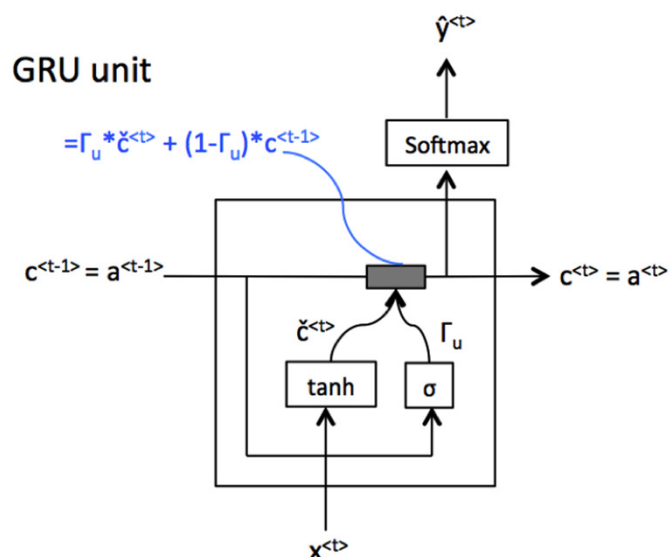 ŷ<t>
GRU unit
=Γu*č<t> + (1-Γu)*c<t-1>
Softmax
c<t-1> = a<t-1>
c<t> = a<t>
č<t>
Γu
tanh
σ
x<t>